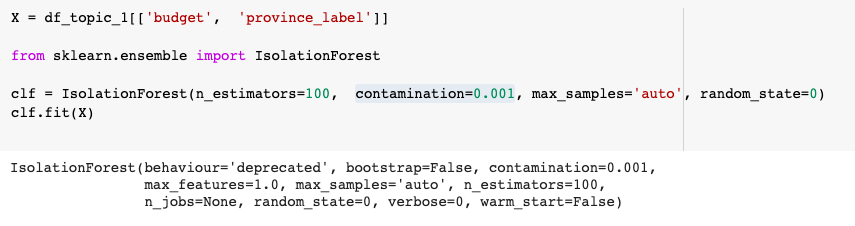 X = df_topic_1[['budget',  'province_label']]
from sklearn.ensemble import IsolationForest
clf = IsolationForest(n_estimators=100,  contamination=0.001, max_samples='auto', random_state=0)
clf.fit(X)
IsolationForest(behaviour='deprecated', bootstrap=False, contamination=0.001,
                max_features=1.0, max_samples='auto', n_estimators=100,
                n_jobs=None, random_state=0, verbose=0, warm_start=False)